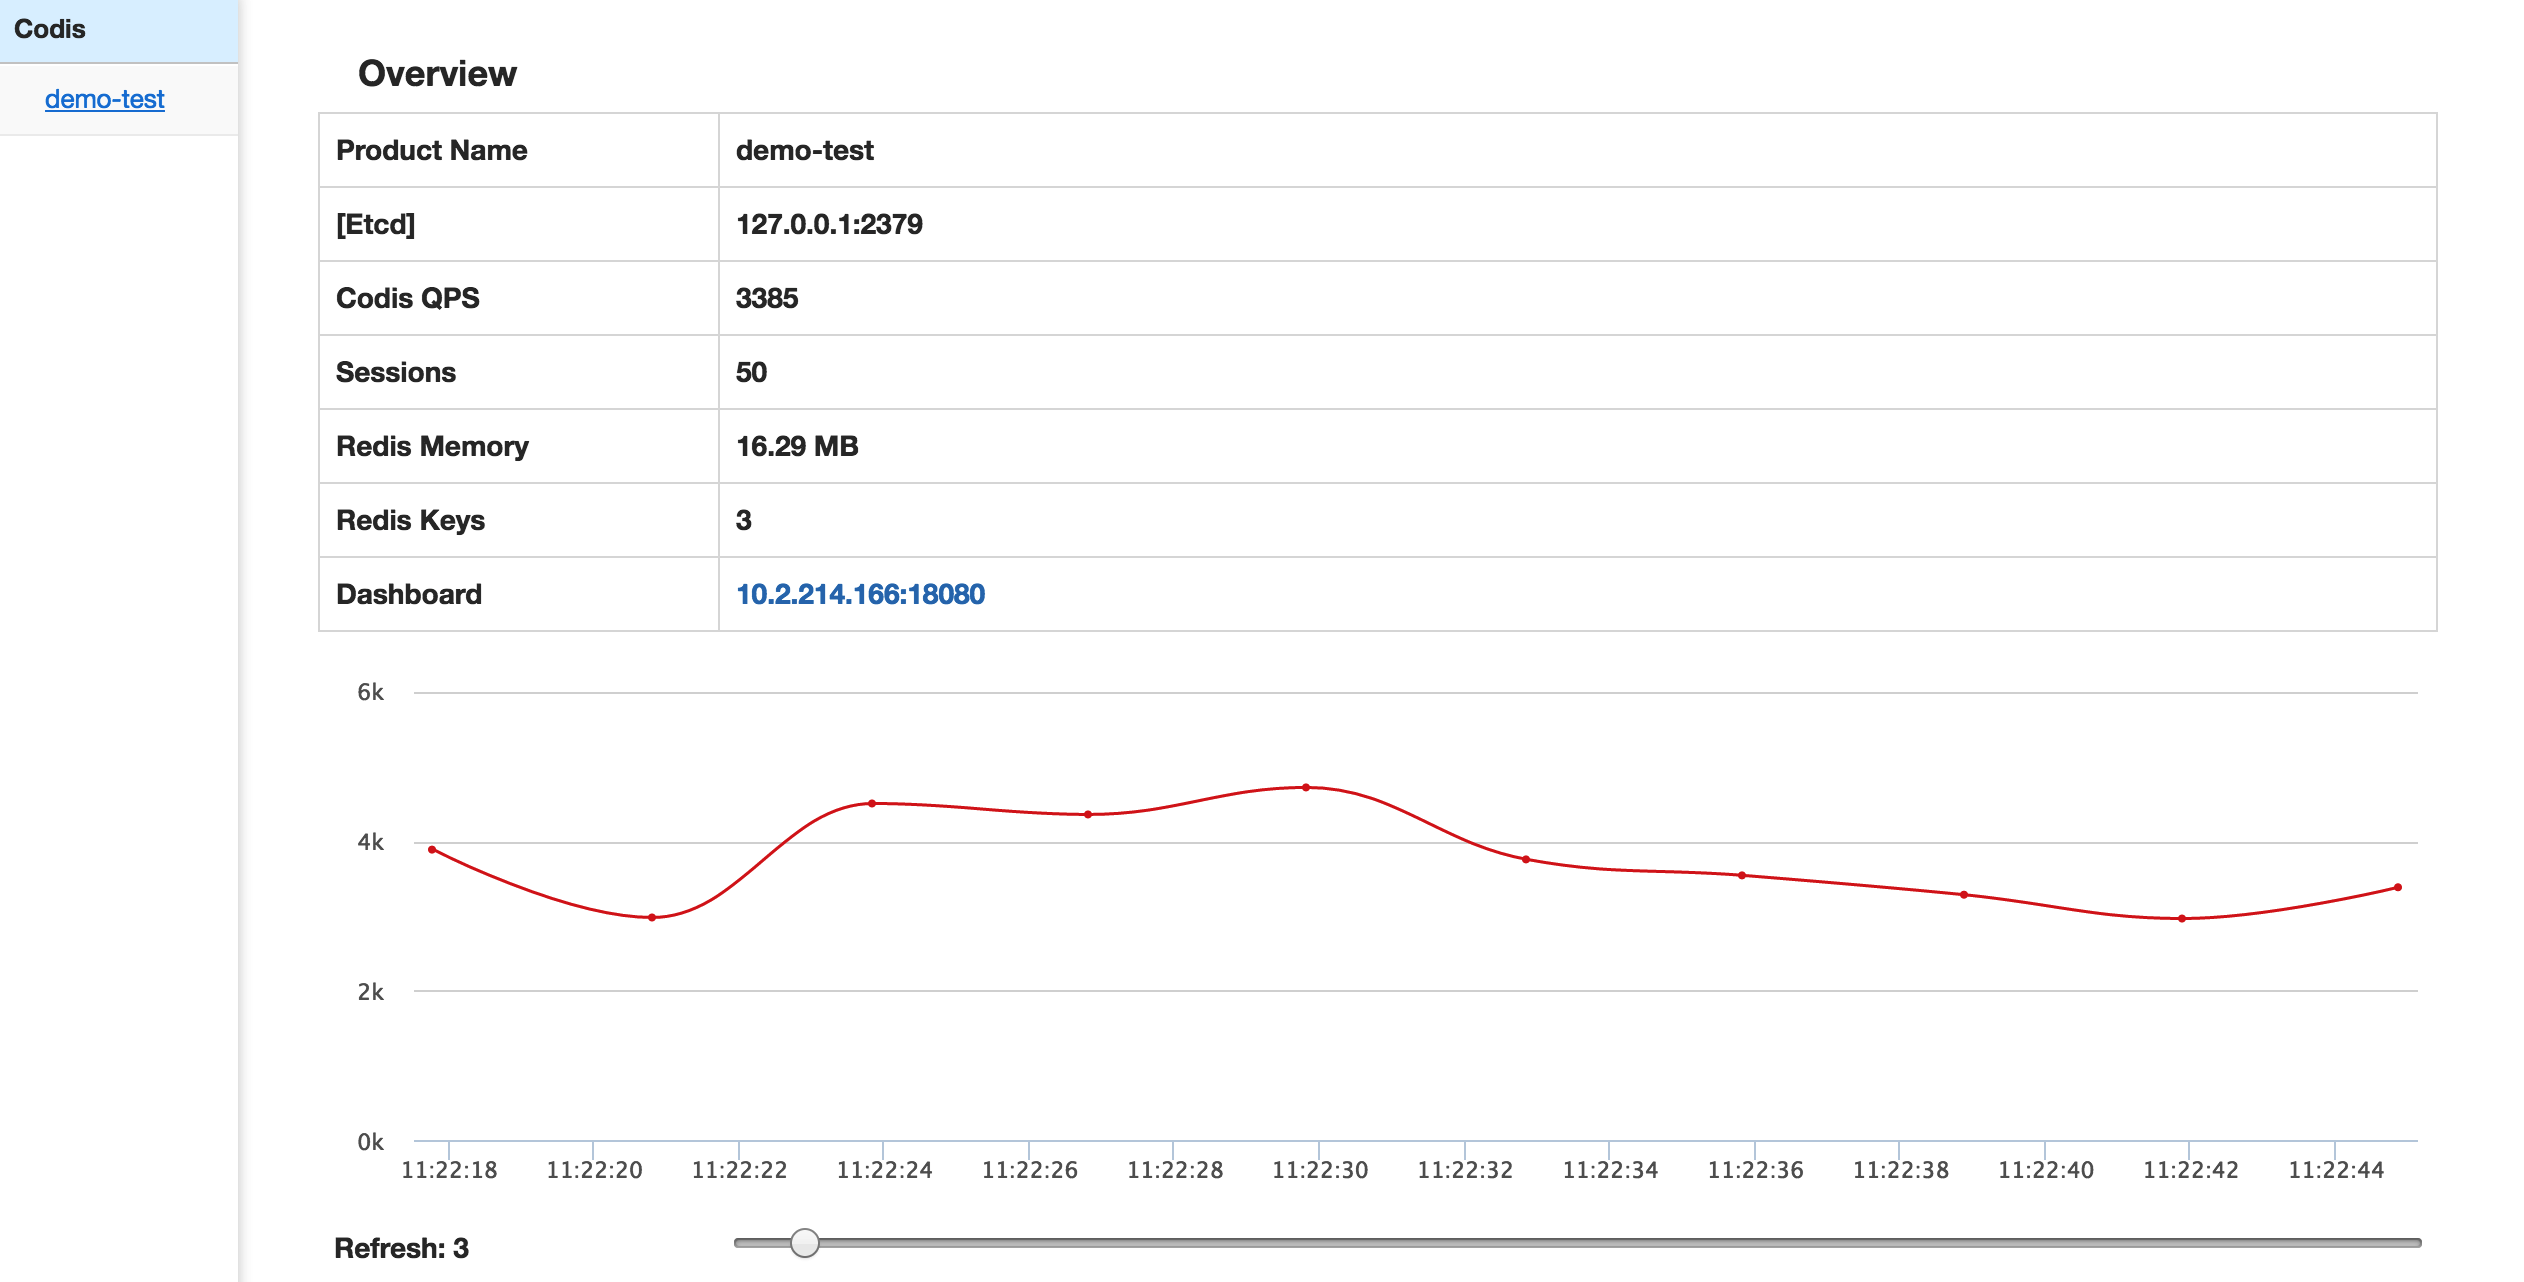 Codis
demo-test
Overview
Product Name demo-test
[Etcd] 127.0.0.1:2379
Codis QPS 3385
Sessions 50
Redis Memory 16.29 MB
Redis Keys 3
Dashboard 10.2.214.166:18080
6k
4k
2k
0k
11:22:18 11:22:20 11:22:22 11:22:24 11:22:26 11:22:28 11:22:30 11:22:32 11:22:34 11:22:36 11:22:38 11:22:40 11:22:42 11:22:44
Refresh: 3